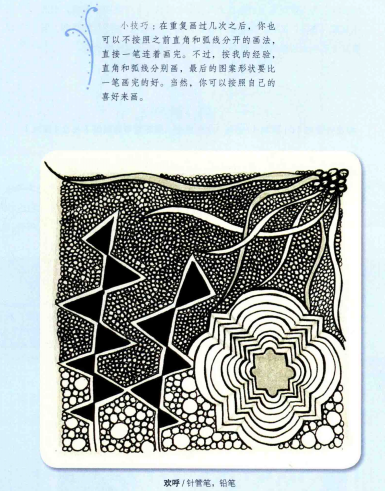 小技巧：在重复画过几次之后，你也
可以不按照之前直角和弧线分开的画法，
直接一笔连着画完。不过，按我的经验，
直角和弧线分别画，最后的图案形状要比
一笔画完的好。当然，你可以按照自己的
喜好来画。
欢呼 / 针管笔，铅笔